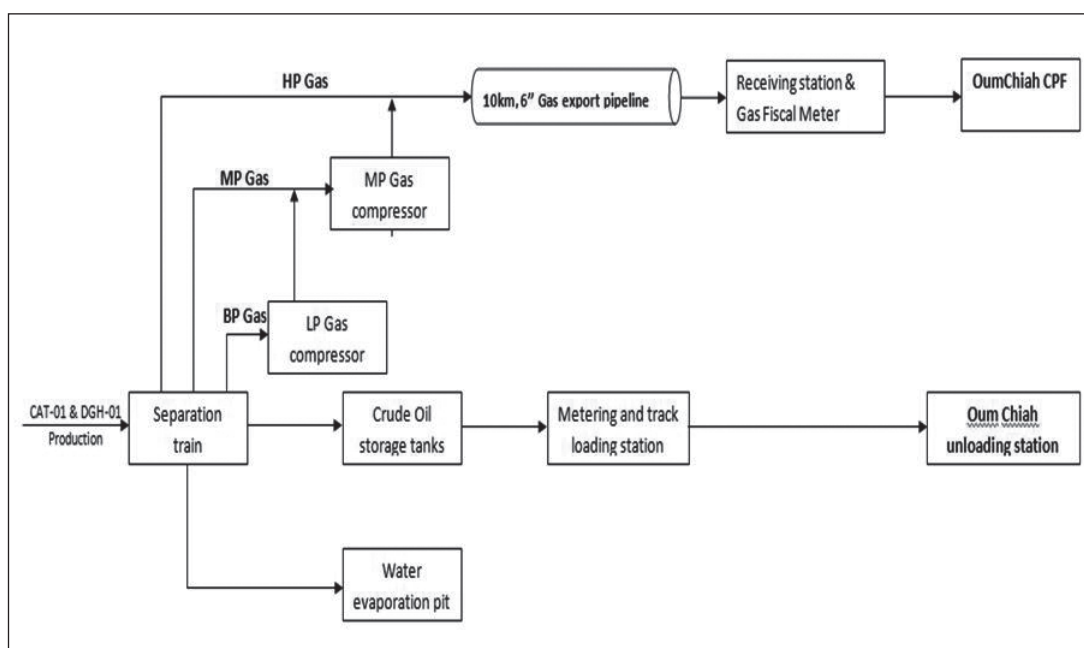 HP Gas
10km, 6" Gas export pipeline
Receiving station &
Gas Fiscal Meter
OumChiah CPF
MP Gas
MP Gas
compressor
BP Gas
LP Gas
compressor
CAT-01 & DGH-01
Production
Separation
train
Crude Oil
storage tanks
Metering and track
loading station
Oum Chiah
unloading station
Water
evaporation pit